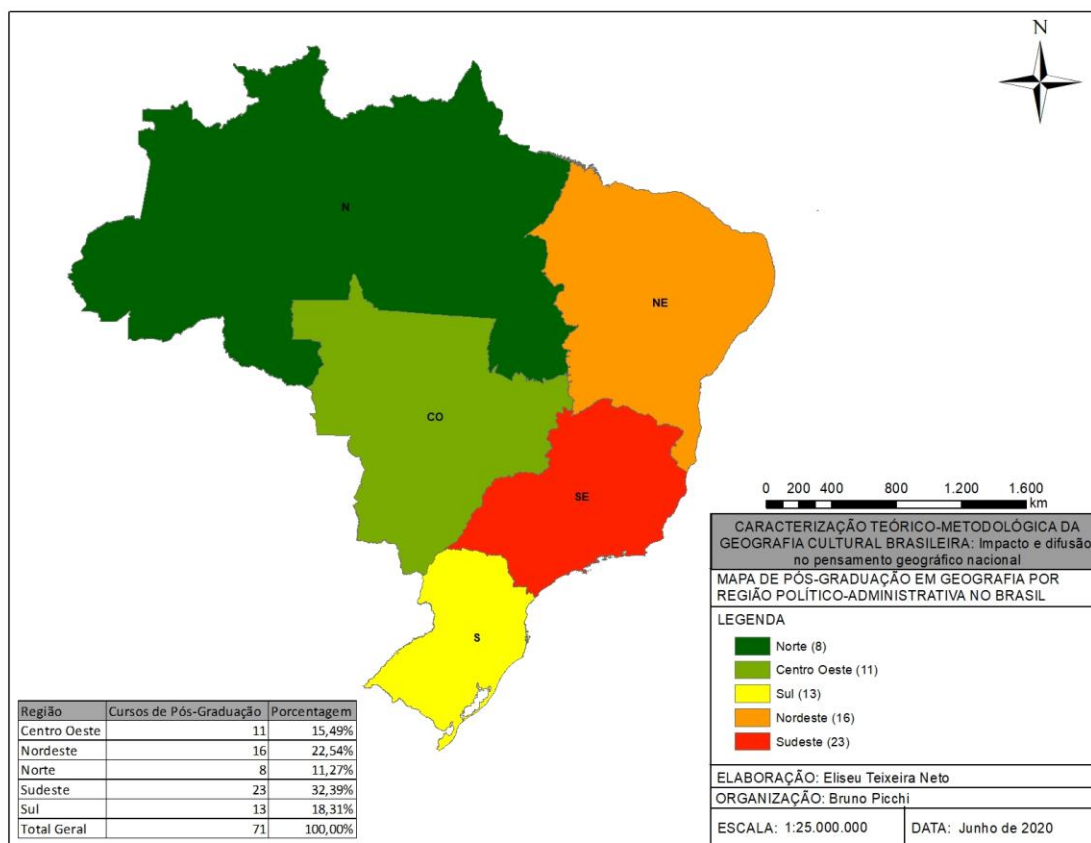 N
N
NE
CO
SE
S
0 200 400 800 1.200 1.600
km
CARACTERIZAÇÃO TEÓRICO-METODOLÓGICA DA
GEOGRAFIA CULTURAL BRASILEIRA: Impacto e difusão
no pensamento geográfico nacional
MAPA DE PÓS-GRADUAÇÃO EM GEOGRAFIA POR
REGIÃO POLÍTICO-ADMINISTRATIVA NO BRASIL
LEGENDA
Norte (8)
Centro Oeste (11)
Sul (13)
Nordeste (16)
Sudeste (23)
ELABORAÇÃO: Eliseu Teixeira Neto
ORGANIZAÇÃO: Bruno Picchi
ESCALA: 1:25.000.000 DATA: Junho de 2020
Região Cursos de Pós-Graduação Porcentagem
Centro Oeste 11 15,49%
Nordeste 16 22,54%
Norte 8 11,27%
Sudeste 23 32,39%
Sul 13 18,31%
Total Geral 71 100,00%